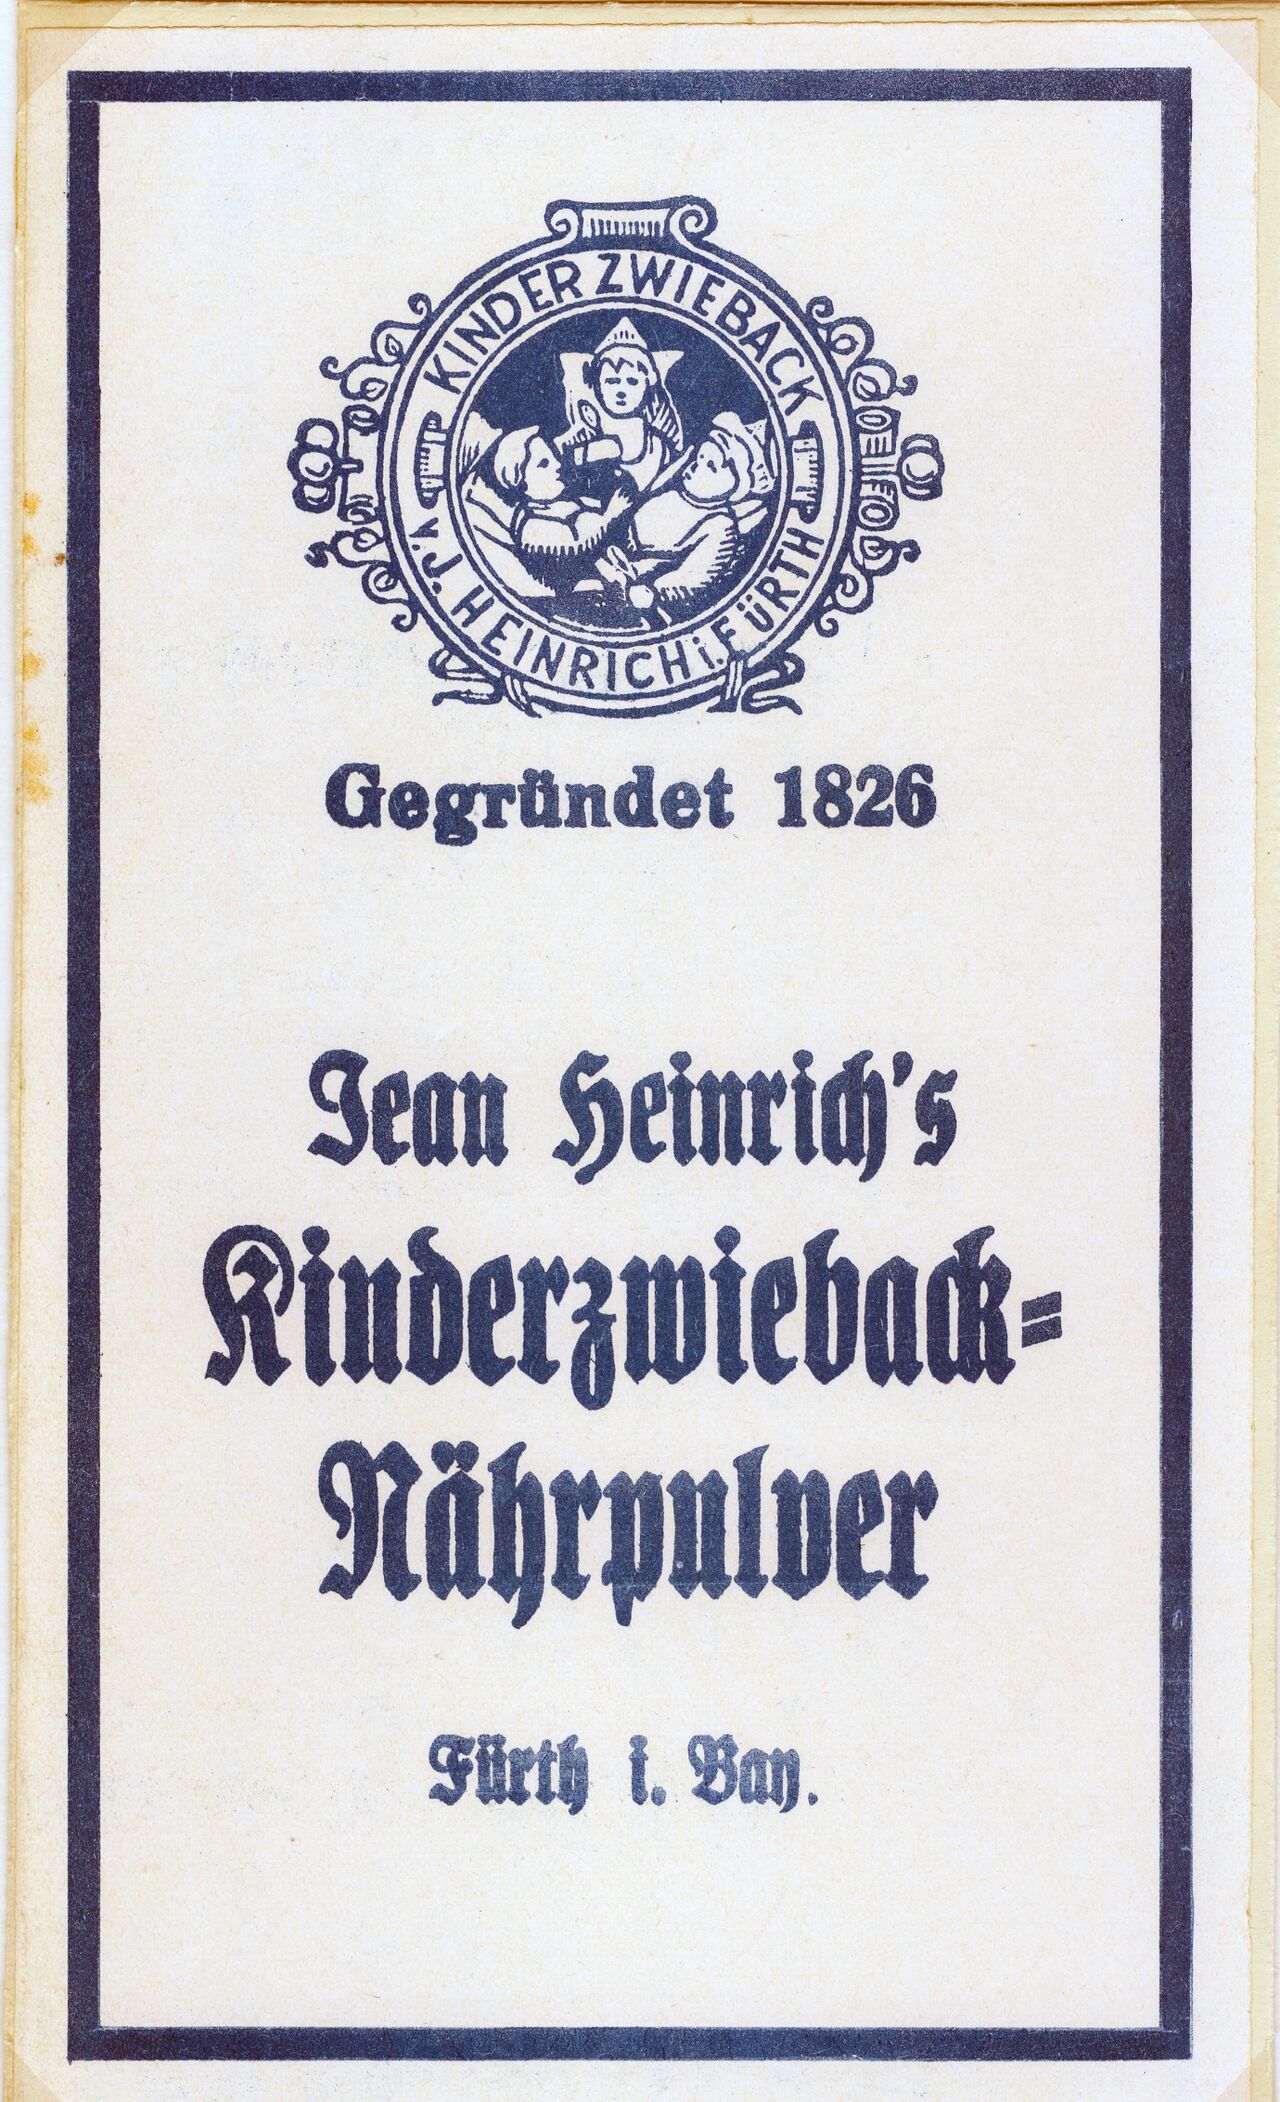 KINDER ZWIEBACK
v. J. HEINRICH i. FÜRTH
Gegründet 1826
Jean Heinrich's
Kinderzwieback=
Nährpulver
Fürth i. Bay.